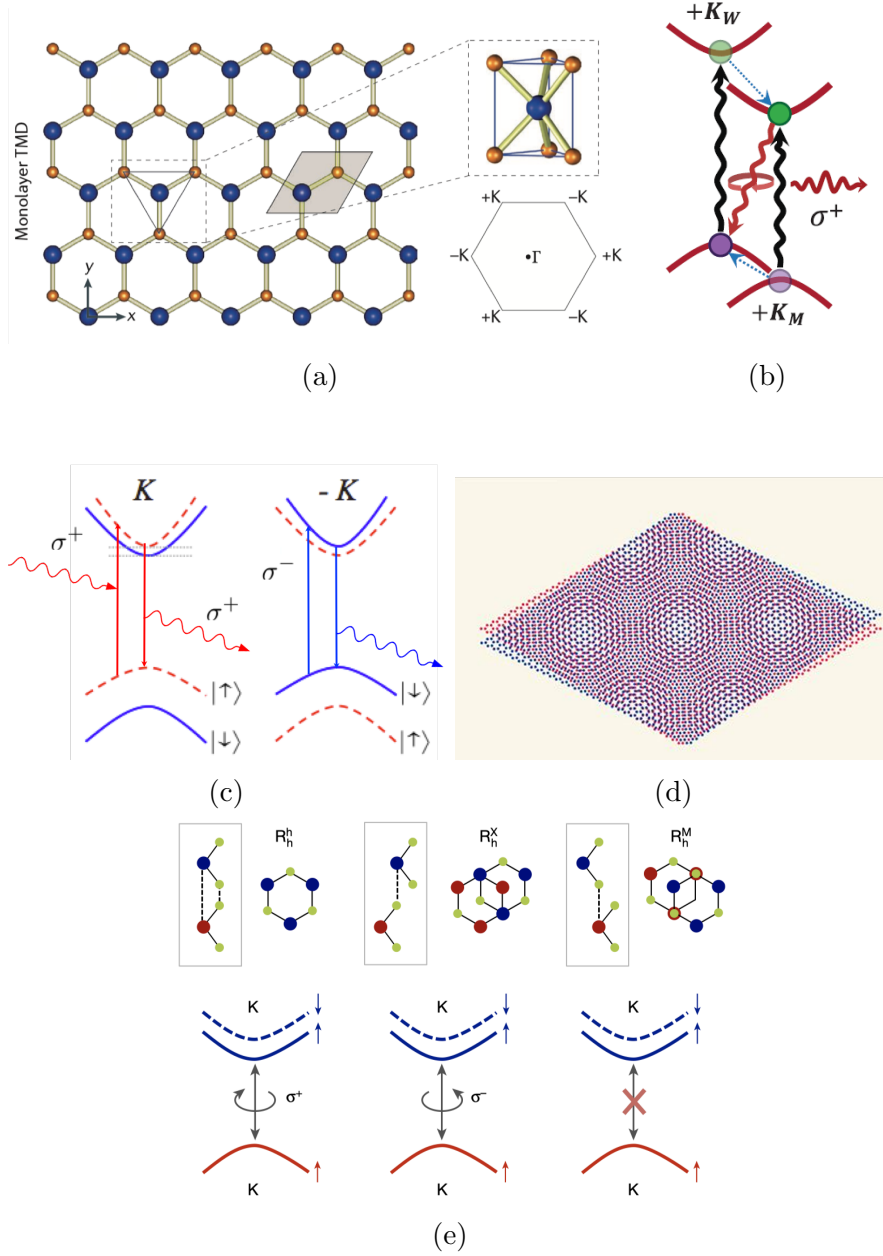 Monolayer TMD
y
x
+K
−K
−K
•Γ
+K
+K
−K
(a)
+K_W
σ⁺
+K_M
(b)
K
- K
σ⁺
σ⁻
σ⁺
|↑⟩
|↓⟩
|↓⟩
|↑⟩
(c)
(d)
R_h^h
R_h^X
R_h^M
K
↓
↑
K
↓
↑
K
↓
↑
σ⁺
σ⁻
K
↑
K
↑
K
↑
(e)